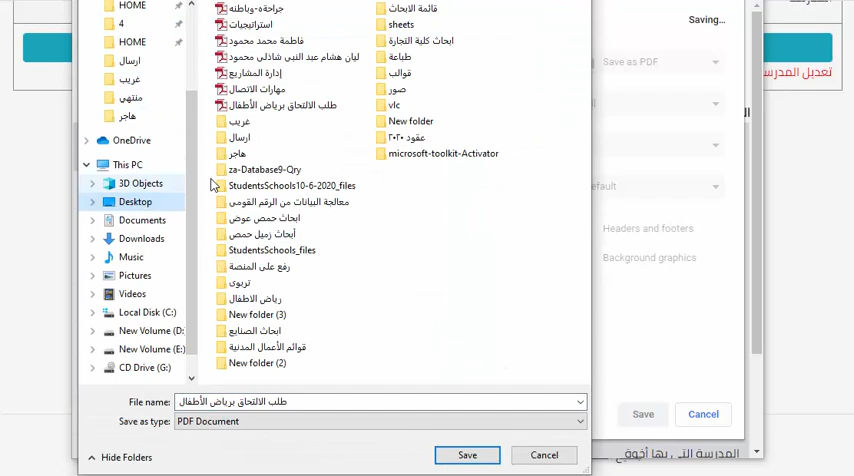 HOME
4
HOME
ارسال
غريب
منتهي
هاجر
OneDrive
This PC
3D Objects
Desktop
Documents
Downloads
Music
Pictures
Videos
Local Disk (C:)
New Volume (D:
New Volume (E:)
CD Drive (G:)
جراحة-وباطنه
استراتيجيات
فاطمة محمد محمود
ليان هشام عبد النبى شاذلى محمود
إدارة المشاريع
مهارات الاتصال
طلب الالتحاق برياض الأطفال
غريب
ارسال
هاجر
za-Database9-Qry
StudentsSchools10-6-2020_files
معالجة البيانات من الرقم القومى
ابحاث حمص عوض
أبحاث زميل حمص
StudentsSchools_files
رفع على المنصة
تربوى
رياض الاطفال
New folder (3)
ابحاث الصنايع
قوائم الأعمال المدنية
New folder (2)
قائمة الابحاث
sheets
ابحاث كلية التجارة
طباعة
قوالب
صور
vlc
New folder
عقود ٢٠٢٠
microsoft-toolkit-Activator
File name:
طلب الالتحاق برياض الأطفال
Save as type:
PDF Document
Hide Folders
Save
Cancel
Saving...
Save as PDF
Headers and footers
Background graphics
Save
Cancel
تعديل المدرس
المدرسة التى بها أخوقي